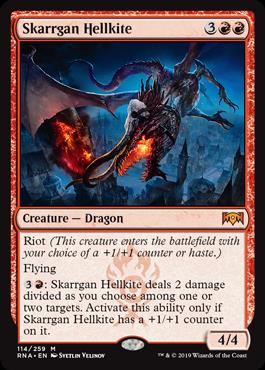 Skarrgan Hellkite 3
Creature — Dragon
Riot (This creature enters the battlefield with
your choice of a +1/+1 counter or haste.)
Flying
3 : Skarrgan Hellkite deals 2 damage
divided as you choose among one or
two targets. Activate this ability only if
Skarrgan Hellkite has a +1/+1 counter
on it.
4/4
114/259 M
RNA • EN SVETLIN VELINOV ™ & © 2019 Wizards of the Coast